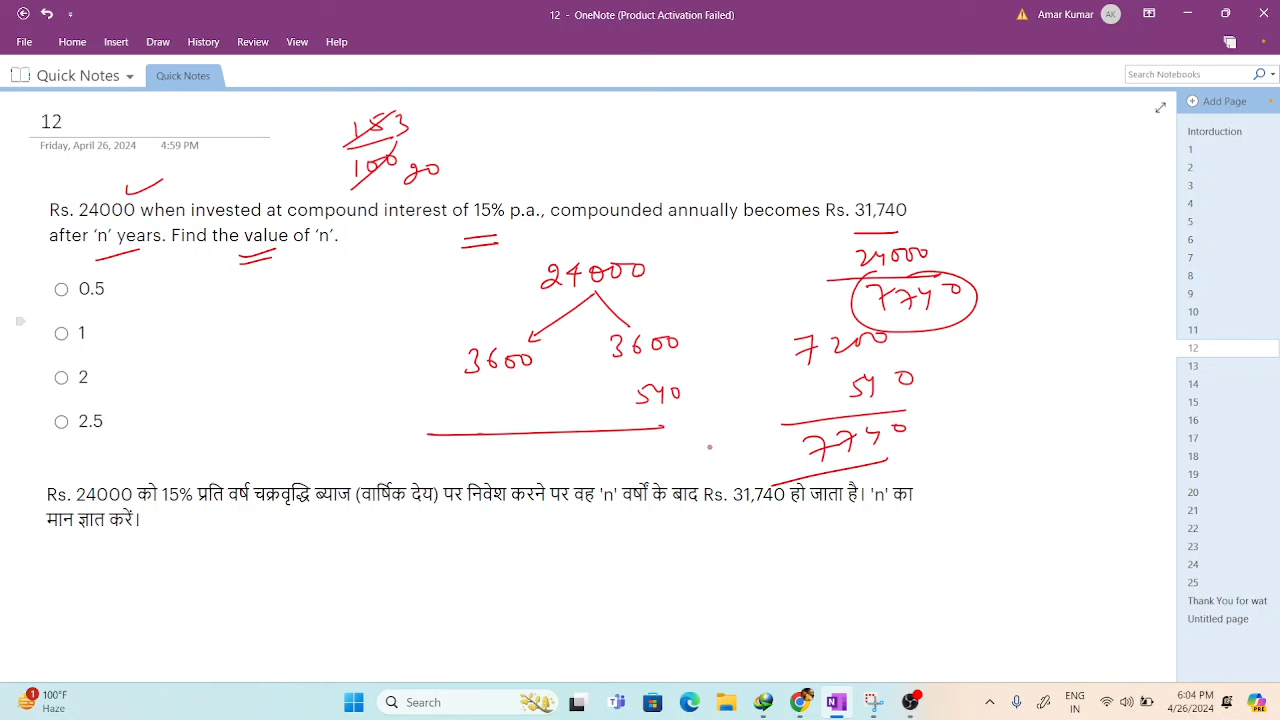 12 - OneNote (Product Activation Failed)
Amar Kumar AK
File Home Insert Draw History Review View Help
Quick Notes Quick Notes
Search Notebooks
12
Friday, April 26, 2024 4:59 PM
153
100 20
Rs. 24000 when invested at compound interest of 15% p.a., compounded annually becomes Rs. 31,740
after ‘n’ years. Find the value of ‘n’.
24000
7740
24000
3600 3600
540
7200
540
7740
0.5
1
2
2.5
Rs. 24000 को 15% प्रति वर्ष चक्रवृद्धि ब्याज (वार्षिक देय) पर निवेश करने पर वह 'n' वर्षों के बाद Rs. 31,740 हो जाता है। 'n' का
मान ज्ञात करें।
Add Page
Intorduction
1
2
3
4
5
6
7
8
9
10
11
12
13
14
15
16
17
18
19
20
21
22
23
24
25
Thank You for wat
Untitled page
1
100°F
Haze
Search
ENG
IN
6:04 PM
4/26/2024